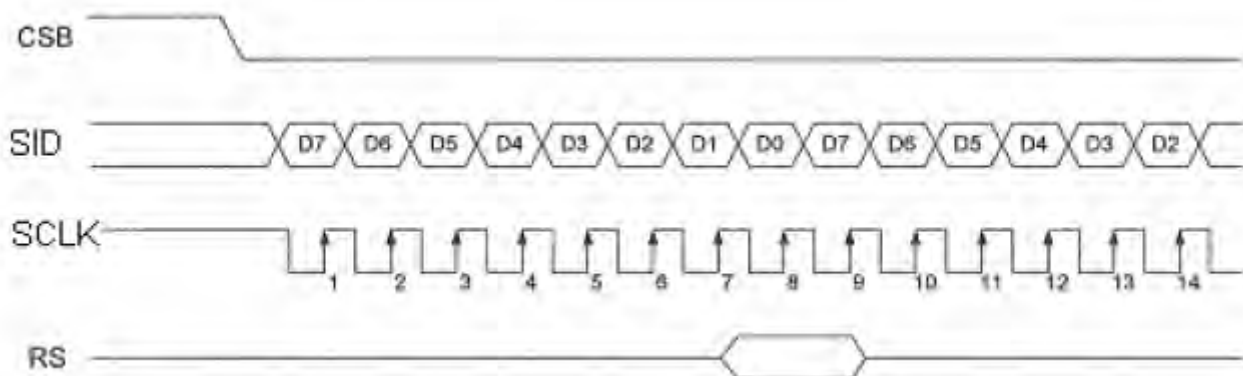 CSB
SID D7 D6 D5 D4 D3 D2 D1 D0 D7 D6 D5 D4 D3 D2
SCLK
1 2 3 4 5 6 7 8 9 10 11 12 13 14
RS